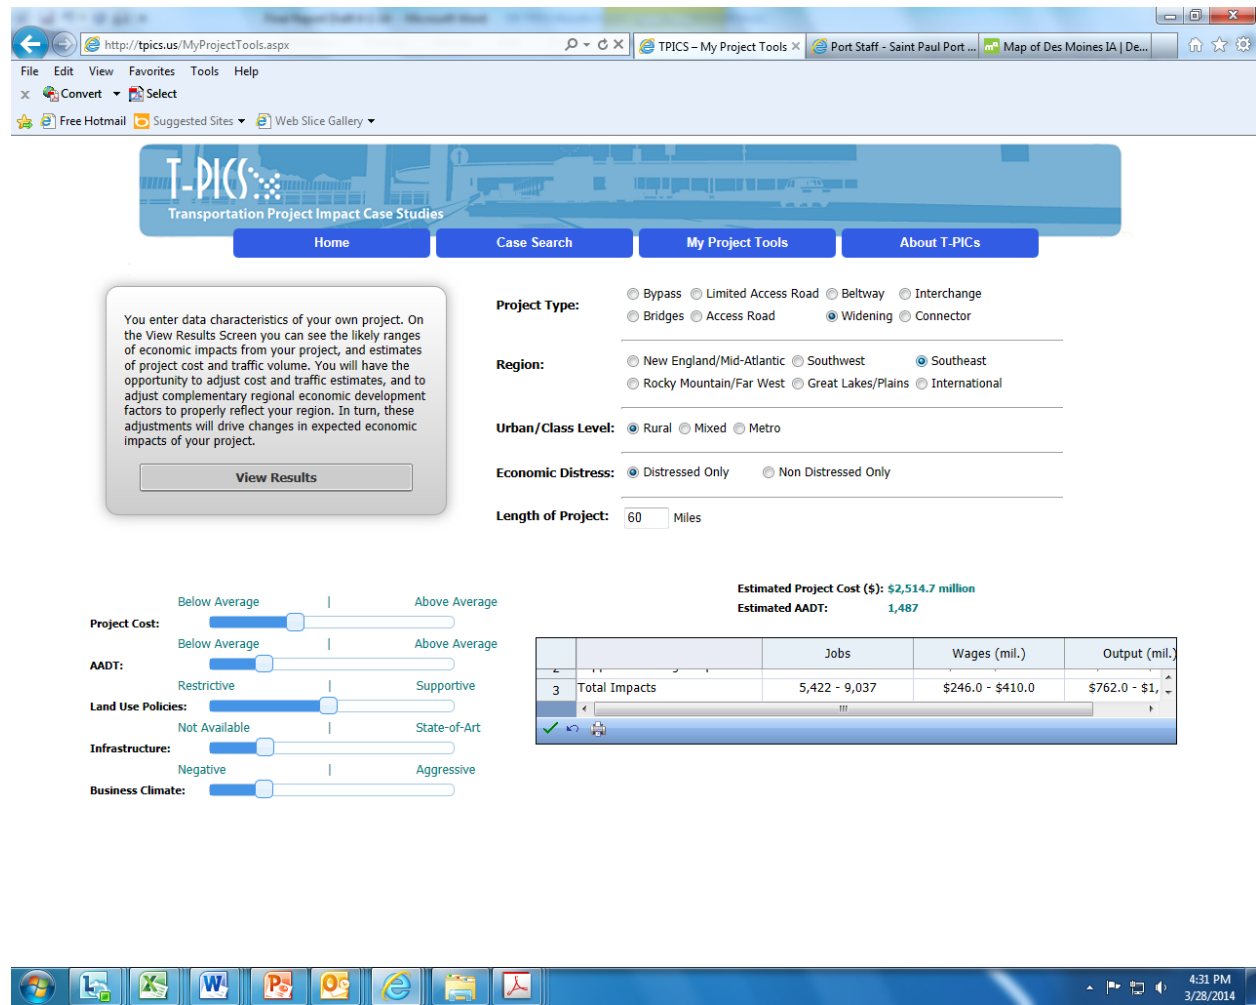 http://tpics.us/MyProjectTools.aspx
TPICS – My Project Tools
Port Staff - Saint Paul Port ...
Map of Des Moines IA | De...
File Edit View Favorites Tools Help
x Convert Select
Free Hotmail Suggested Sites Web Slice Gallery
T-PICS
Transportation Project Impact Case Studies
Home Case Search My Project Tools About T-PICs
You enter data characteristics of your own project. On
the View Results Screen you can see the likely ranges
of economic impacts from your project, and estimates
of project cost and traffic volume. You will have the
opportunity to adjust cost and traffic estimates, and to
adjust complementary regional economic development
factors to properly reflect your region. In turn, these
adjustments will drive changes in expected economic
impacts of your project.
View Results
Project Type:
Bypass Limited Access Road Beltway Interchange
Bridges Access Road Widening Connector
Region:
New England/Mid-Atlantic Southwest Southeast
Rocky Mountain/Far West Great Lakes/Plains International
Urban/Class Level: Rural Mixed Metro
Economic Distress: Distressed Only Non Distressed Only
Length of Project: 60 Miles
Below Average | Above Average
Project Cost:
Below Average | Above Average
AADT:
Restrictive | Supportive
Land Use Policies:
Not Available | State-of-Art
Infrastructure:
Negative | Aggressive
Business Climate:
Estimated Project Cost ($): $2,514.7 million
Estimated AADT: 1,487
Jobs Wages (mil.) Output (mil.)
3 Total Impacts 5,422 - 9,037 $246.0 - $410.0 $762.0 - $1,
4:31 PM
3/28/2014